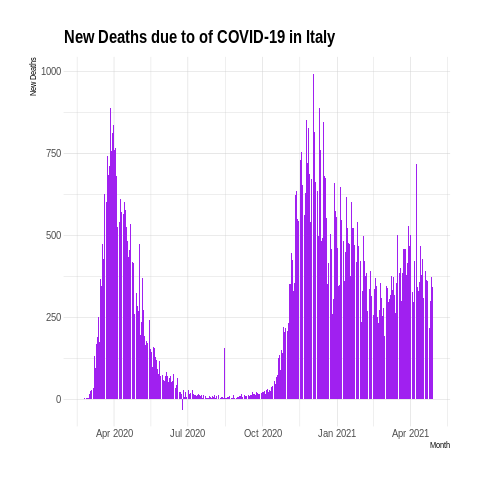 New Deaths due to of COVID-19 in Italy
New Deaths
1000
750
500
250
0
Apr 2020 Jul 2020 Oct 2020 Jan 2021 Apr 2021
Month